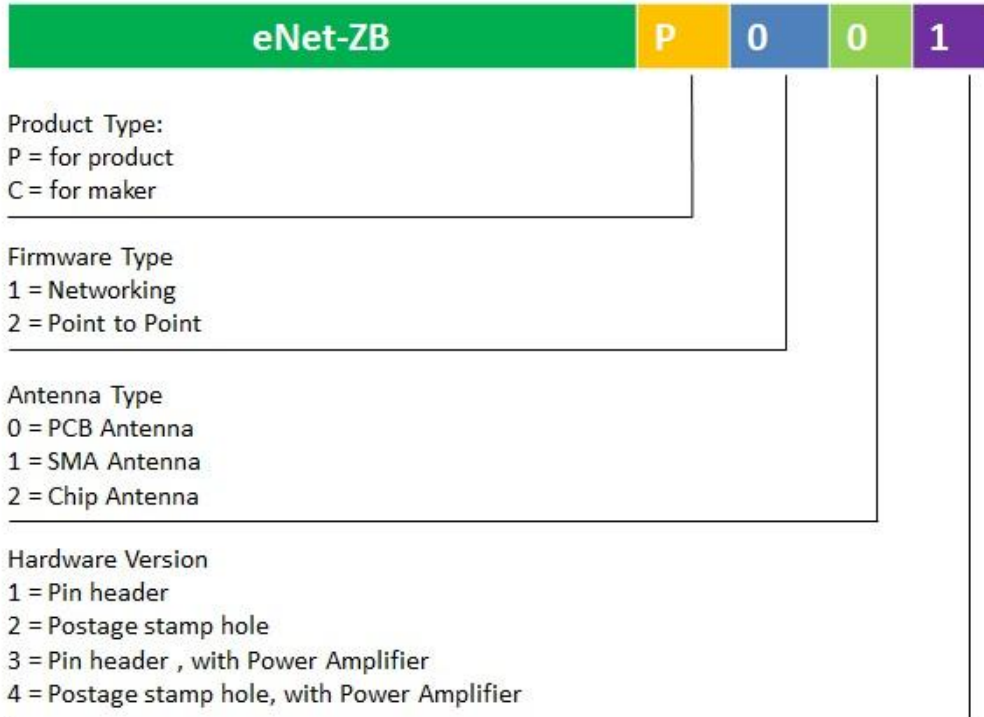 eNet-ZB P 0 0 1
Product Type:
P = for product
C = for maker
Firmware Type
1 = Networking
2 = Point to Point
Antenna Type
0 = PCB Antenna
1 = SMA Antenna
2 = Chip Antenna
Hardware Version
1 = Pin header
2 = Postage stamp hole
3 = Pin header , with Power Amplifier
4 = Postage stamp hole, with Power Amplifier